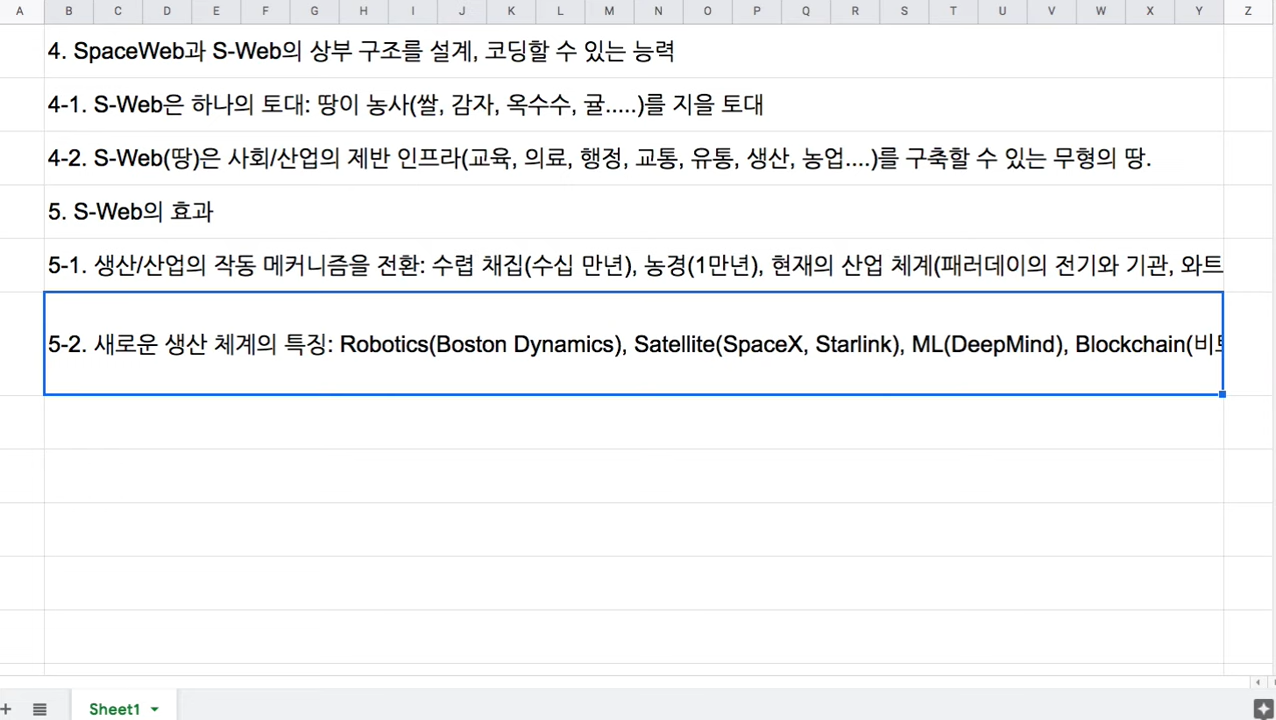 A B C D E F G H I J K L M N O P Q R S T U V W X Y Z
4. SpaceWeb과 S-Web의 상부 구조를 설계, 코딩할 수 있는 능력
4-1. S-Web은 하나의 토대: 땅이 농사(쌀, 감자, 옥수수, 귤.....)를 지을 토대
4-2. S-Web(땅)은 사회/산업의 제반 인프라(교육, 의료, 행정, 교통, 유통, 생산, 농업....)를 구축할 수 있는 무형의 땅.
5. S-Web의 효과
5-1. 생산/산업의 작동 메커니즘을 전환: 수렵 채집(수십 만년), 농경(1만년), 현재의 산업 체계(패러데이의 전기와 기관, 와트
5-2. 새로운 생산 체계의 특징: Robotics(Boston Dynamics), Satellite(SpaceX, Starlink), ML(DeepMind), Blockchain(비
Sheet1